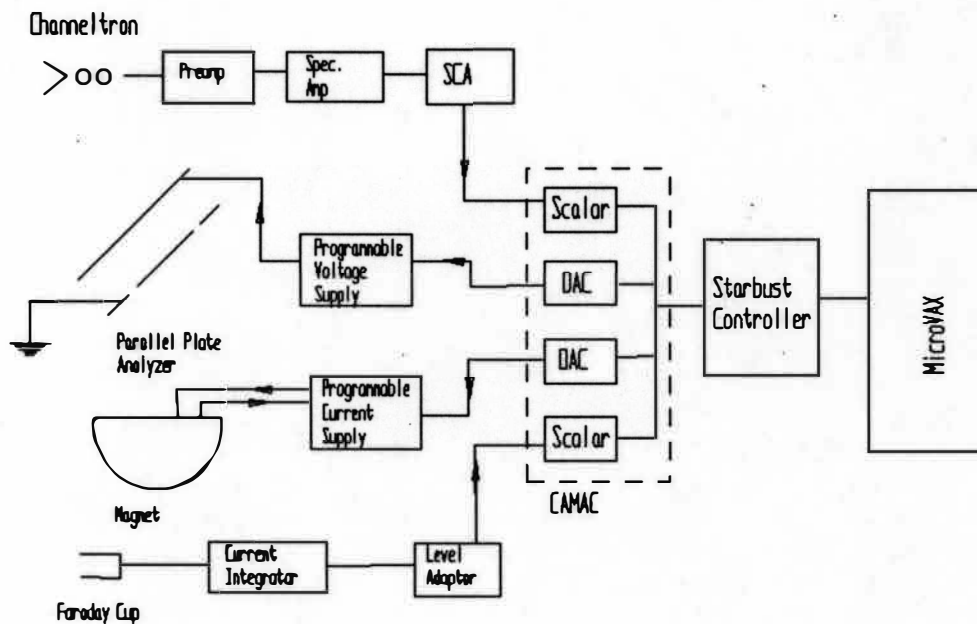 Channeltron
Preamp
Spec.
Amp
SCA
Scalar
Programmable
Voltage
Supply
DAC
Starbust
Controller
MicroVAX
Parallel Plate
Analyzer
Programmable
Current
Supply
DAC
Scalar
CAMAC
Magnet
Current
Integrator
Level
Adaptor
Faraday Cup